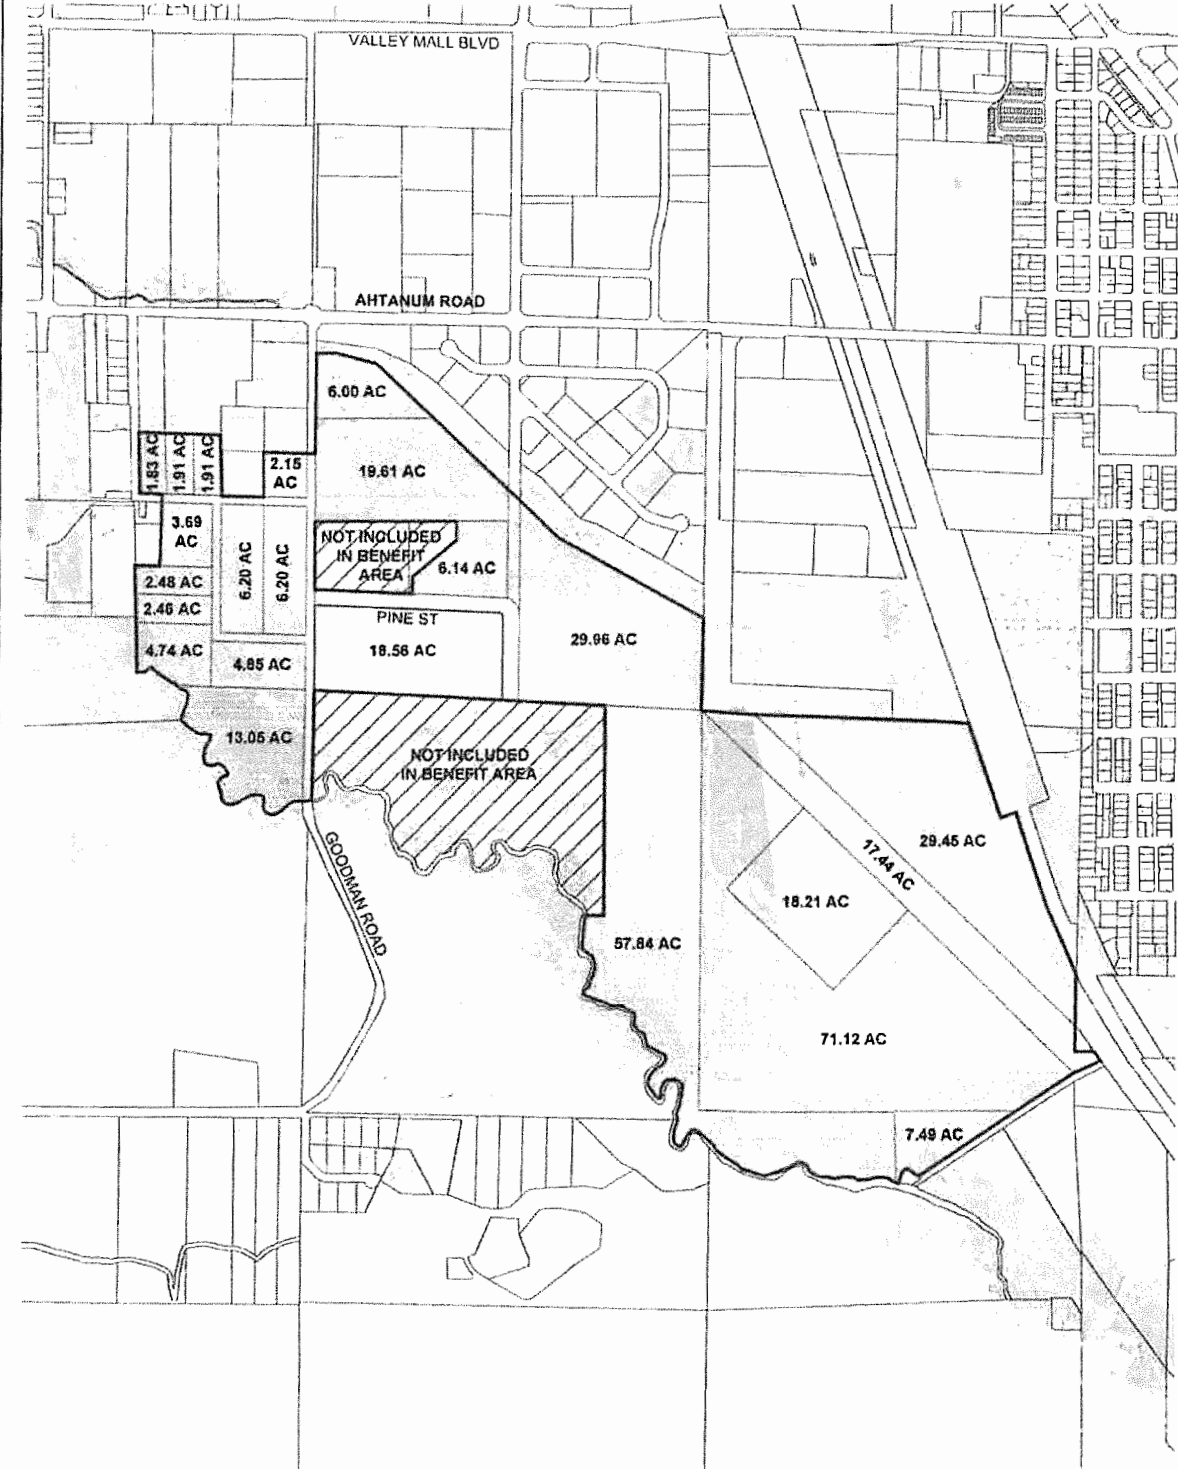 VALLEY MALL BLVD
AHTANUM ROAD
6.00 AC
1.83 AC
1.91 AC
1.91 AC
2.15
AC
19.61 AC
3.69
AC
NOT INCLUDED
IN BENEFIT
AREA
6.14 AC
6.20 AC
6.20 AC
2.48 AC
2.46 AC
PINE ST
4.74 AC
4.85 AC
18.56 AC
29.96 AC
13.05 AC
NOT INCLUDED
IN BENEFIT AREA
GOODMAN ROAD
29.45 AC
17.44 AC
18.21 AC
57.84 AC
71.12 AC
7.49 AC